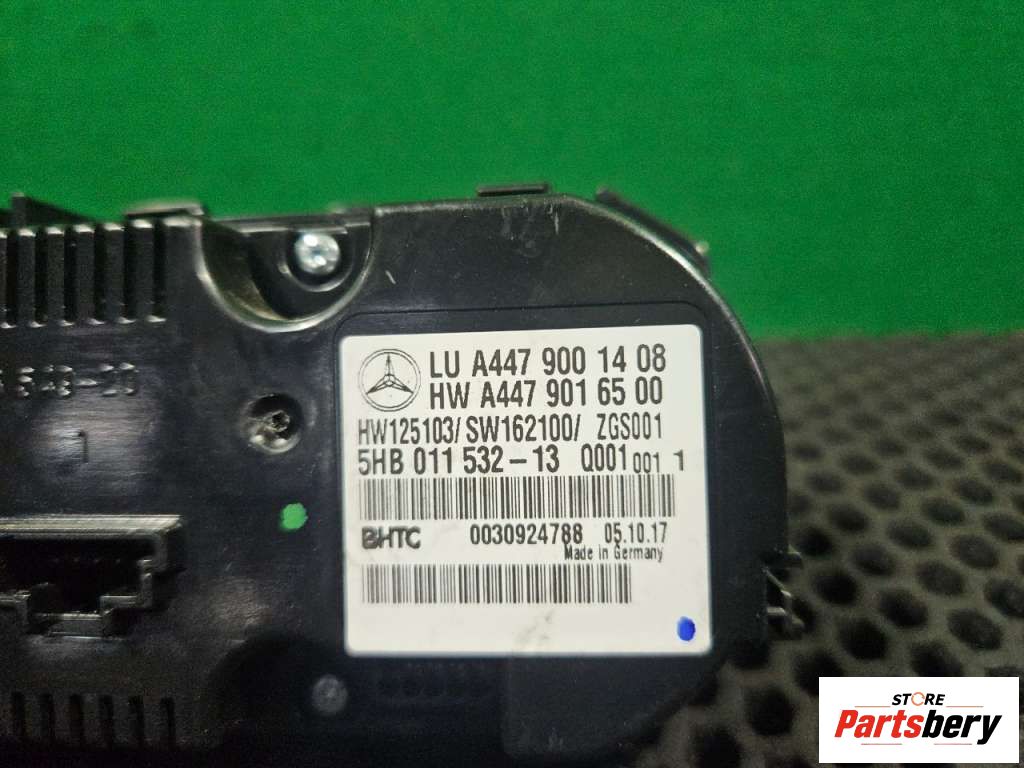 LU A447 900 14 08
HW A447 901 65 00
HW125103/ SW162100/ ZGS001
5HB 011 532-13 Q001 001 1
BHTC 0030924788 05.10.17
Made in Germany
1
STORE
Partsbery